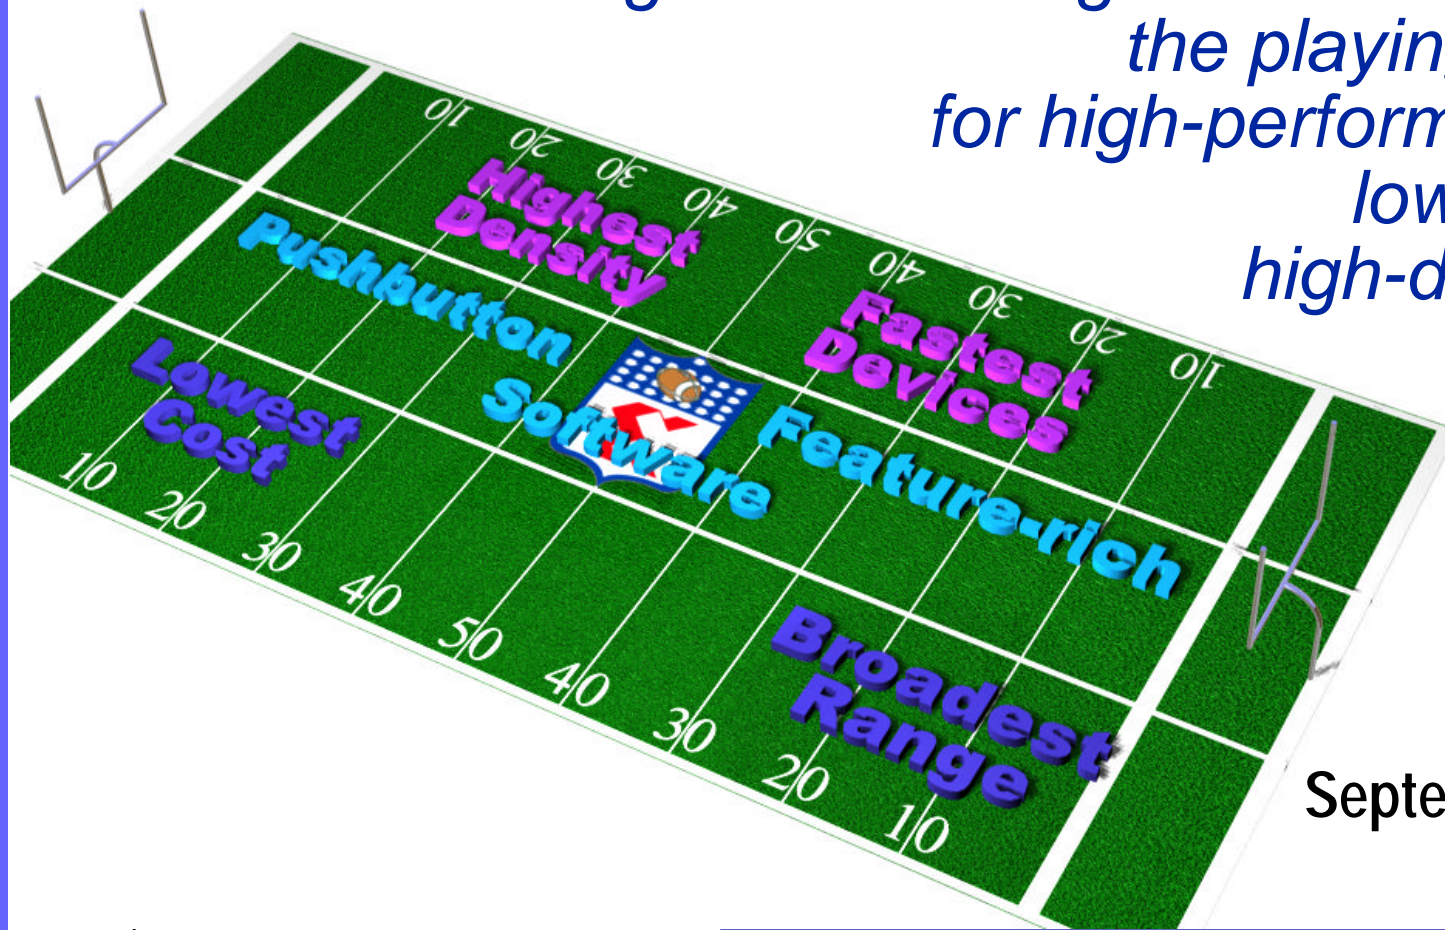 the playin
for high-perform
low
high-d
10 20 30 40 50 40 30 20 10
Highest
Density
Pushbutton
Fastest
Devices
Lowest
Cost
Software
Feature-rich
Broadest
Range
10 20 30 40 50 40 30 20 10
Septe